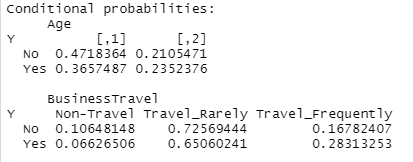 Conditional probabilities:
Age
Y [,1] [,2]
No 0.4718364 0.2105471
Yes 0.3657487 0.2352376
BusinessTravel
Y Non-Travel Travel_Rarely Travel_Frequently
No 0.10648148 0.72569444 0.16782407
Yes 0.06626506 0.65060241 0.28313253